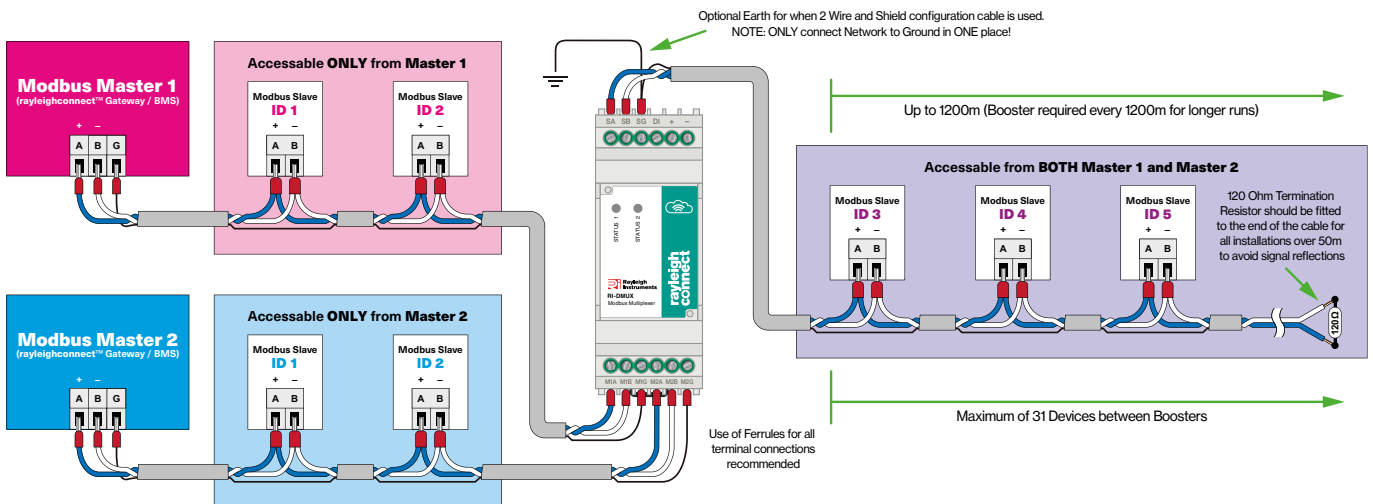 Optional Earth for when 2 Wire and Shield configuration cable is used.
NOTE: ONLY connect Network to Ground in ONE place!
Modbus Master 1
(rayleighconnect™ Gateway / BMS)
+ –
A B G
Accessable ONLY from Master 1
Modbus Slave
ID 1
+ –
A B
Modbus Slave
ID 2
+ –
A B
SA SB SG DI + –
STATUS 1
STATUS 2
Rayleigh
Instruments
RI-DMUX
Modbus Multiplexer
rayleigh
connect
M1A M1B M1G M2A M2B M2G
Up to 1200m (Booster required every 1200m for longer runs)
Accessable from BOTH Master 1 and Master 2
Modbus Slave
ID 3
+ –
A B
Modbus Slave
ID 4
+ –
A B
Modbus Slave
ID 5
+ –
A B
120 Ohm Termination
Resistor should be fitted
to the end of the cable for
all installations over 50m
to avoid signal reflections
120Ω
Modbus Master 2
(rayleighconnect™ Gateway / BMS)
+ –
A B G
Accessable ONLY from Master 2
Modbus Slave
ID 1
+ –
A B
Modbus Slave
ID 2
+ –
A B
Use of Ferrules for all
terminal connections
recommended
Maximum of 31 Devices between Boosters